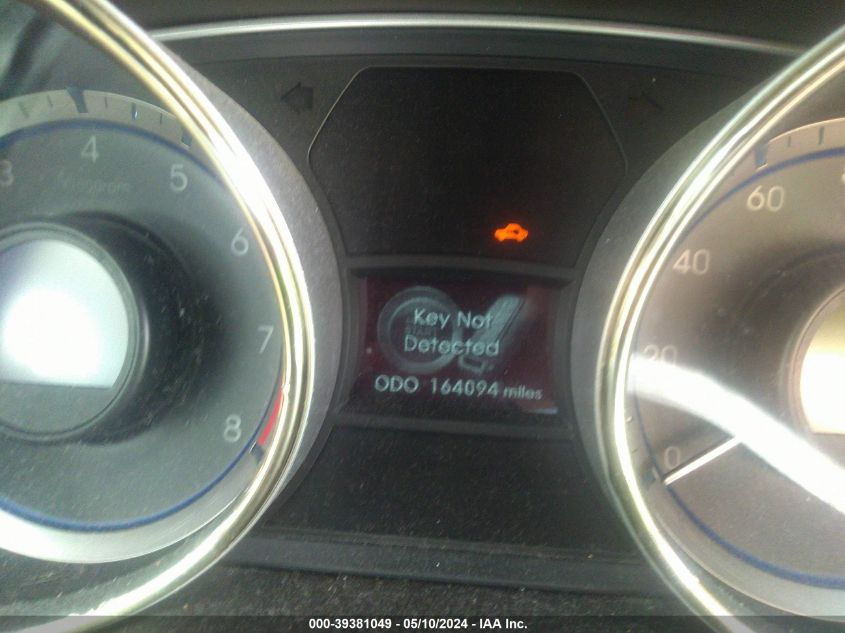 3 4 5 6 7 8
Key Not
Detected
ODO 164094 miles
60
40
20
0
000-39381049 - 05/10/2024 - IAA Inc.